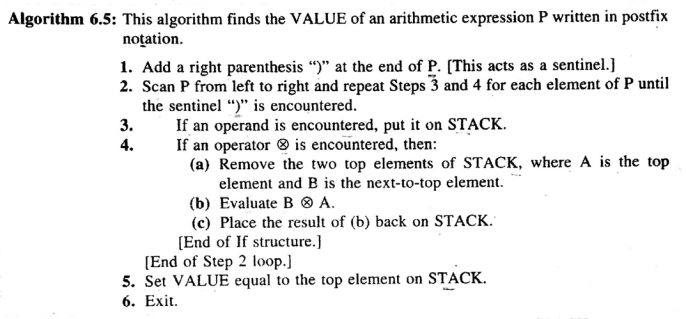 Algorithm 6.5: This algorithm finds the VALUE of an arithmetic expression P written in postfix
notation.
1. Add a right parenthesis “)” at the end of P. [This acts as a sentinel.]
2. Scan P from left to right and repeat Steps 3 and 4 for each element of P until
the sentinel “)” is encountered.
3. If an operand is encountered, put it on STACK.
4. If an operator ⊗ is encountered, then:
(a) Remove the two top elements of STACK, where A is the top
element and B is the next-to-top element.
(b) Evaluate B ⊗ A.
(c) Place the result of (b) back on STACK.
[End of If structure.]
[End of Step 2 loop.]
5. Set VALUE equal to the top element on STACK.
6. Exit.